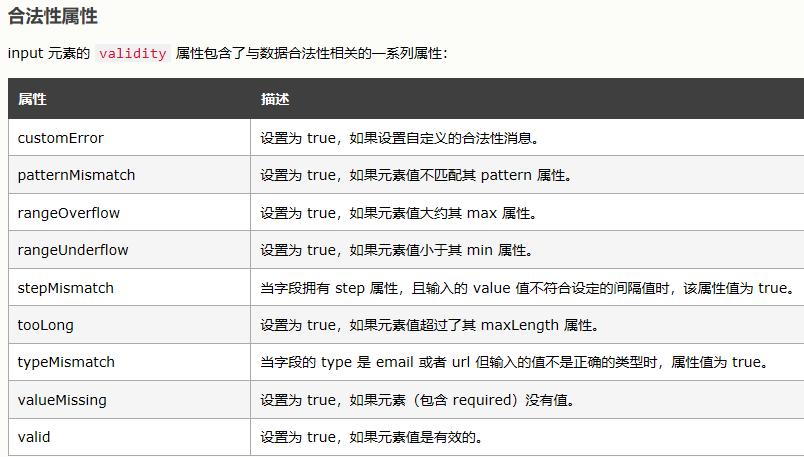 合法性属性
input 元素的 validity 属性包含了与数据合法性相关的一系列属性：
属性 描述
customError 设置为 true，如果设置自定义的合法性消息。
patternMismatch 设置为 true，如果元素值不匹配其 pattern 属性。
rangeOverflow 设置为 true，如果元素值大约其 max 属性。
rangeUnderflow 设置为 true，如果元素值小于其 min 属性。
stepMismatch 当字段拥有 step 属性，且输入的 value 值不符合设定的间隔值时，该属性值为 true。
tooLong 设置为 true，如果元素值超过了其 maxLength 属性。
typeMismatch 当字段的 type 是 email 或者 url 但输入的值不是正确的类型时，属性值为 true。
valueMissing 设置为 true，如果元素（包含 required）没有值。
valid 设置为 true，如果元素值是有效的。